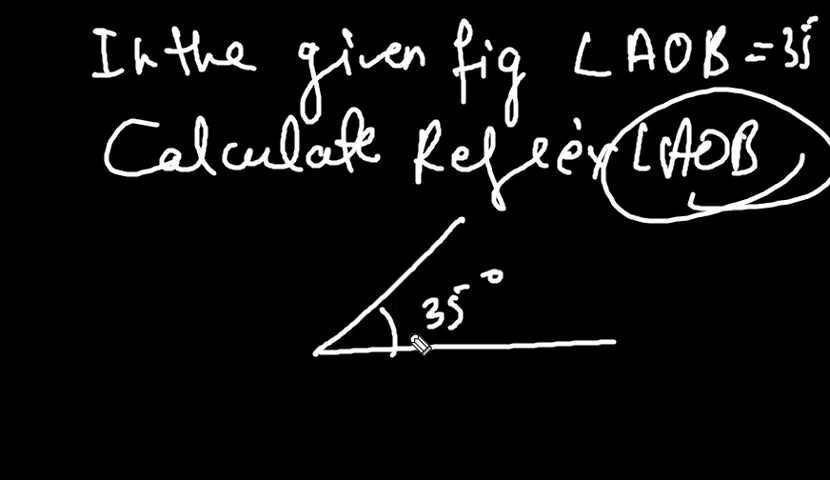 In the given fig ∠AOB = 35
Calculate Reflex ∠AOB
35°